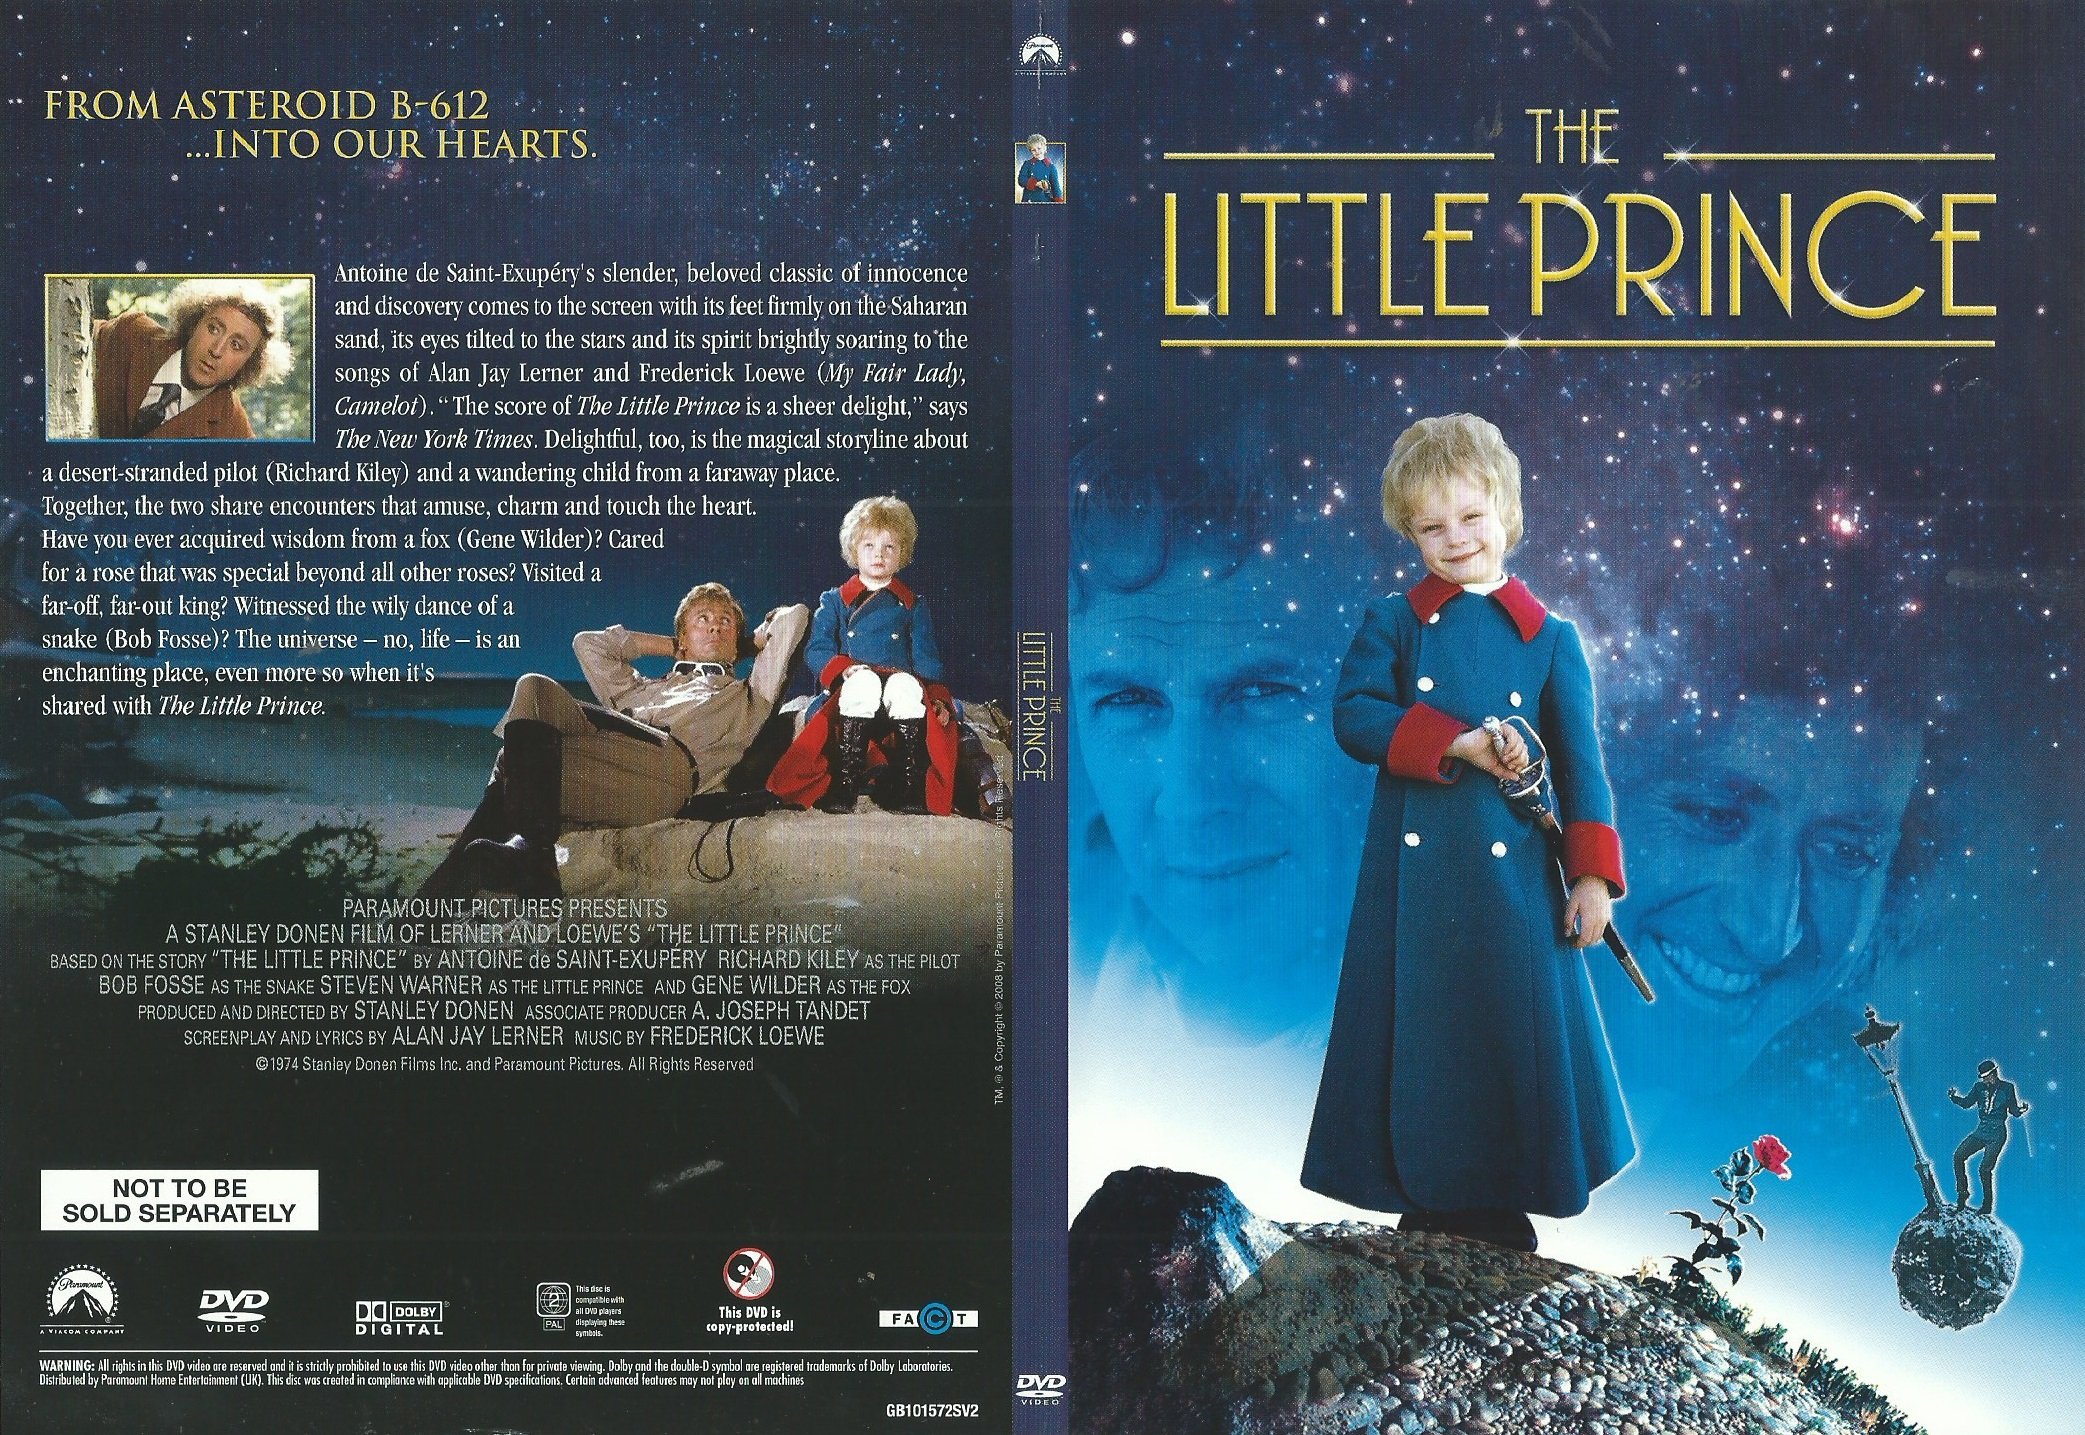 FROM ASTEROID B-612
...INTO OUR HEARTS.
Antoine de Saint-Exupéry's slender, beloved classic of innocence
and discovery comes to the screen with its feet firmly on the Saharan
sand, its eyes tilted to the stars and its spirit brightly soaring to the
songs of Alan Jay Lerner and Frederick Loewe (My Fair Lady,
Camelot). "The score of The Little Prince is a sheer delight," says
The New York Times. Delightful, too, is the magical storyline about
a desert-stranded pilot (Richard Kiley) and a wandering child from a faraway place.
Together, the two share encounters that amuse, charm and touch the heart.
Have you ever acquired wisdom from a fox (Gene Wilder)? Cared
for a rose that was special beyond all other roses? Visited a
far-off, far-out king? Witnessed the wily dance of a
snake (Bob Fosse)? The universe – no, life – is an
enchanting place, even more so when it's
shared with The Little Prince.
PARAMOUNT PICTURES PRESENTS
A STANLEY DONEN FILM OF LERNER AND LOEWE'S "THE LITTLE PRINCE"
BASED ON THE STORY "THE LITTLE PRINCE" BY ANTOINE de SAINT-EXUPÉRY RICHARD KILEY AS THE PILOT
BOB FOSSE AS THE SNAKE STEVEN WARNER AS THE LITTLE PRINCE AND GENE WILDER AS THE FOX
PRODUCED AND DIRECTED BY STANLEY DONEN ASSOCIATE PRODUCER A. JOSEPH TANDET
SCREENPLAY AND LYRICS BY ALAN JAY LERNER MUSIC BY FREDERICK LOEWE
©1974 Stanley Donen Films Inc. and Paramount Pictures. All Rights Reserved
NOT TO BE
SOLD SEPARATELY
Paramount
A VIACOM COMPANY
DVD
VIDEO
DOLBY
DIGITAL
2
PAL
This disc is
compatible with
all DVD players
displaying these
symbols.
This DVD is
copy-protected!
FACT
WARNING: All rights in this DVD video are reserved and it is strictly prohibited to use this DVD video other than for private viewing. Dolby and the double-D symbol are registered trademarks of Dolby Laboratories.
Distributed by Paramount Home Entertainment (UK). This disc was created in compliance with applicable DVD specifications. Certain advanced features may not play on all machines
GB101572SV2
TM, ® & Copyright © 2008 by Paramount Pictures. All Rights Reserved.
Paramount
A VIACOM COMPANY
THE
LITTLE PRINCE
DVD
VIDEO
THE
LITTLE PRINCE